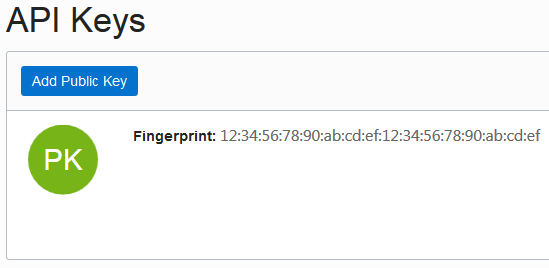 API Keys
Add Public Key
PK
Fingerprint: 12:34:56:78:90:ab:cd:ef:12:34:56:78:90:ab:cd:ef